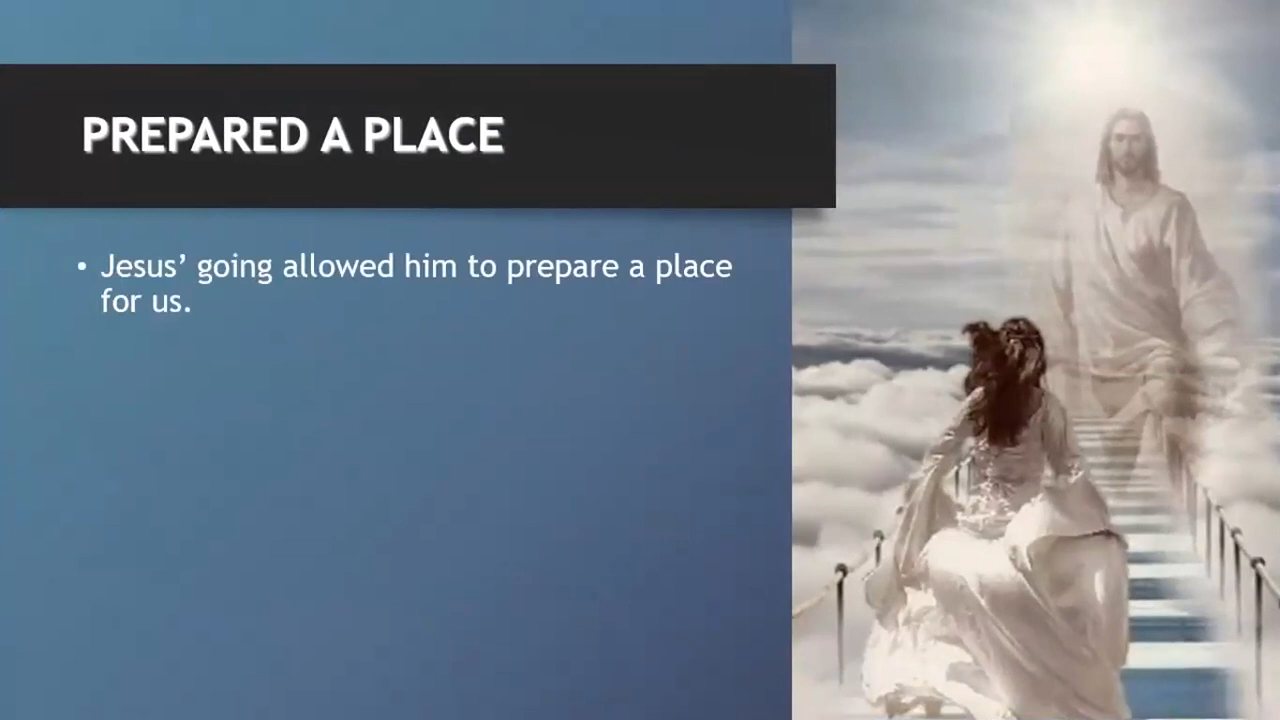 PREPARED A PLACE
• Jesus’ going allowed him to prepare a place
for us.